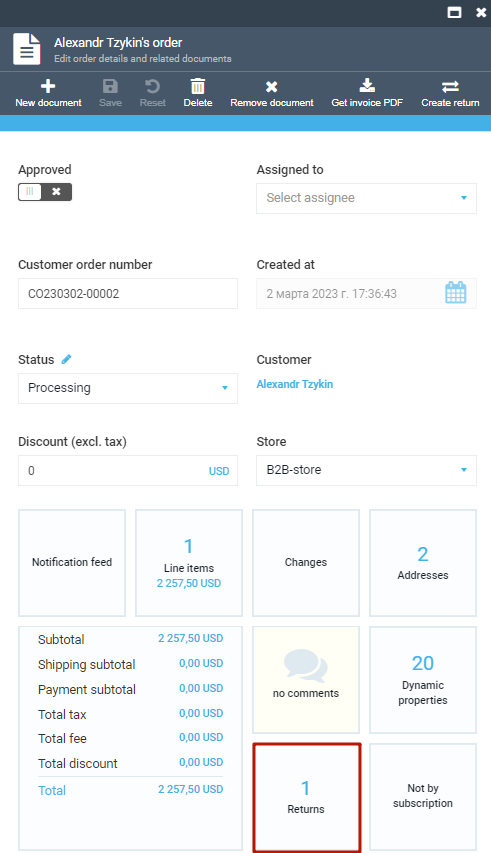 Alexandr Tzykin's order
Edit order details and related documents
New document Save Reset Delete Remove document Get invoice PDF Create return
Approved
Assigned to
Select assignee
Customer order number
Created at
CO230302-00002
2 марта 2023 г. 17:36:43
Status
Customer
Processing
Alexandr Tzykin
Discount (excl. tax)
Store
0 USD
B2B-store
Notification feed
1
Line items
2 257,50 USD
Changes
2
Addresses
Subtotal 2 257,50 USD
Shipping subtotal 0,00 USD
Payment subtotal 0,00 USD
Total tax 0,00 USD
Total fee 0,00 USD
Total discount 0,00 USD
Total 2 257,50 USD
no comments
20
Dynamic
properties
1
Returns
Not by
subscription